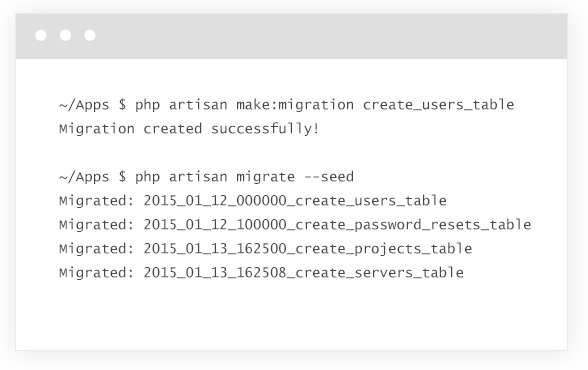 ~/Apps $ php artisan make:migration create_users_table
Migration created successfully!
~/Apps $ php artisan migrate --seed
Migrated: 2015_01_12_000000_create_users_table
Migrated: 2015_01_12_100000_create_password_resets_table
Migrated: 2015_01_13_162500_create_projects_table
Migrated: 2015_01_13_162508_create_servers_table